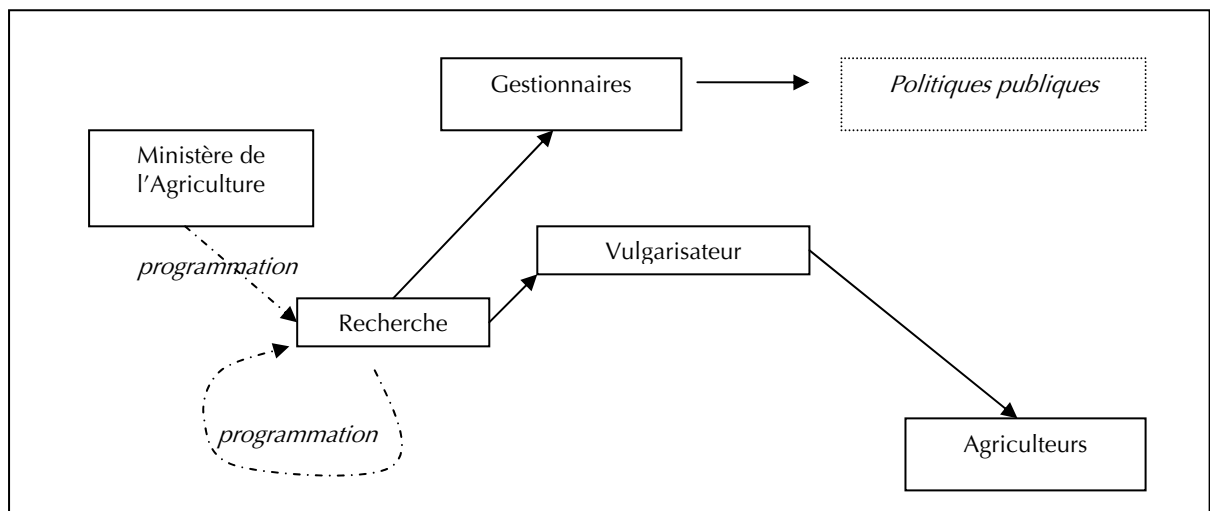 Gestionnaires
Politiques publiques
Ministère de
l'Agriculture
Vulgarisateur
programmation
Recherche
programmation
Agriculteurs